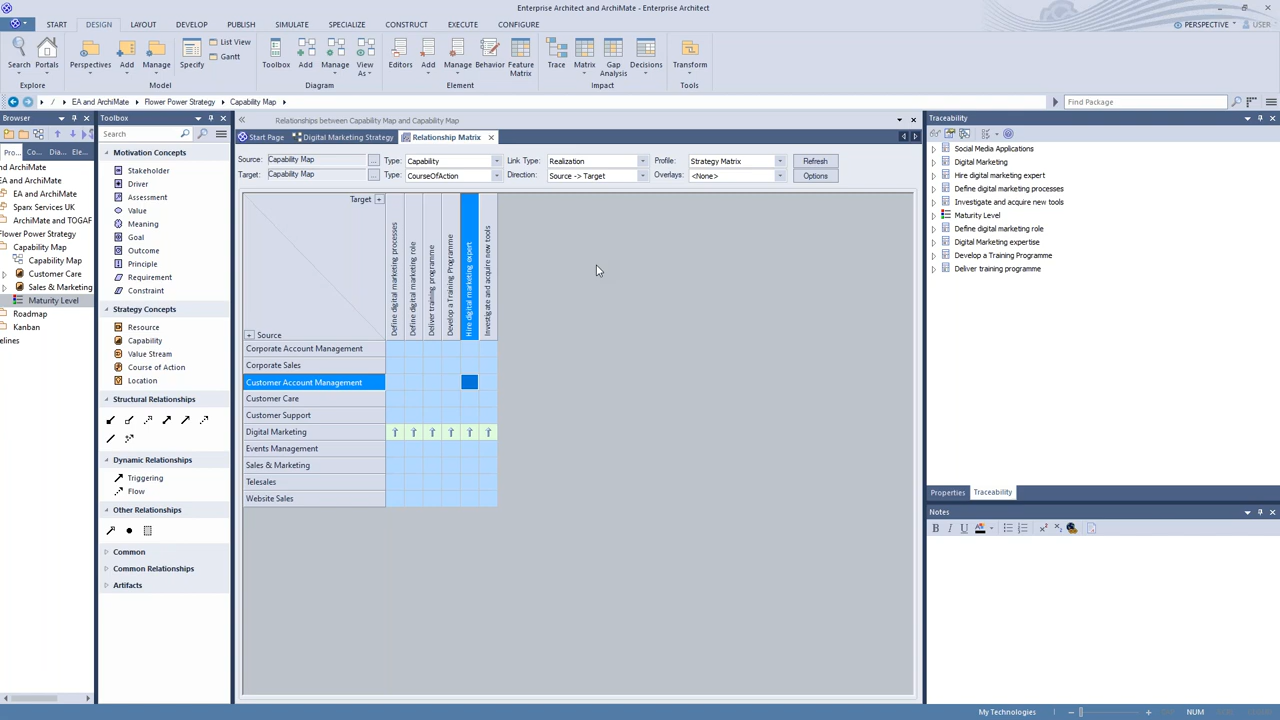 Enterprise Architect and ArchiMate - Enterprise Architect
START
DESIGN
LAYOUT
DEVELOP
PUBLISH
SIMULATE
SPECIALIZE
CONSTRUCT
EXECUTE
CONFIGURE
PERSPECTIVE
USER
Search
Portals
Perspectives
Add
Manage
Specify
List View
Gantt
Toolbox
Add
Manage
View
As
Editors
Add
Manage
Behavior
Feature
Matrix
Trace
Matrix
Gap
Analysis
Decisions
Transform
Explore
Model
Diagram
Element
Impact
Tools
/
EA and ArchiMate
Flower Power Strategy
Capability Map
Find Package
Browser
Pro...
Co...
Dia...
Ele...
nd ArchiMate
EA and ArchiMate
EA and ArchiMate
Sparx Services UK
ArchiMate and TOGAF
Flower Power Strategy
Capability Map
Capability Map
Customer Care
Sales & Marketing
Maturity Level
Roadmap
Kanban
elines
Toolbox
Search
Motivation Concepts
Stakeholder
Driver
Assessment
Value
Meaning
Goal
Outcome
Principle
Requirement
Constraint
Strategy Concepts
Resource
Capability
Value Stream
Course of Action
Location
Structural Relationships
Dynamic Relationships
Triggering
Flow
Other Relationships
Common
Common Relationships
Artifacts
Relationships between Capability Map and Capability Map
Start Page
Digital Marketing Strategy
Relationship Matrix
Source: Capability Map ... Type: Capability Link Type: Realization Profile: Strategy Matrix Refresh
Target: Capability Map ... Type: CourseOfAction Direction: Source -> Target Overlays: <None> Options
Target +
+ Source
Define digital marketing processes
Define digital marketing role
Deliver training programme
Develop a Training Programme
Hire digital marketing expert
Investigate and acquire new tools
Corporate Account Management
Corporate Sales
Customer Account Management
Customer Care
Customer Support
Digital Marketing
Events Management
Sales & Marketing
Telesales
Website Sales
Traceability
Social Media Applications
Digital Marketing
Hire digital marketing expert
Define digital marketing processes
Investigate and acquire new tools
Maturity Level
Define digital marketing role
Digital Marketing expertise
Develop a Training Programme
Deliver training programme
Properties
Traceability
Notes
B I U
My Technologies
NUM